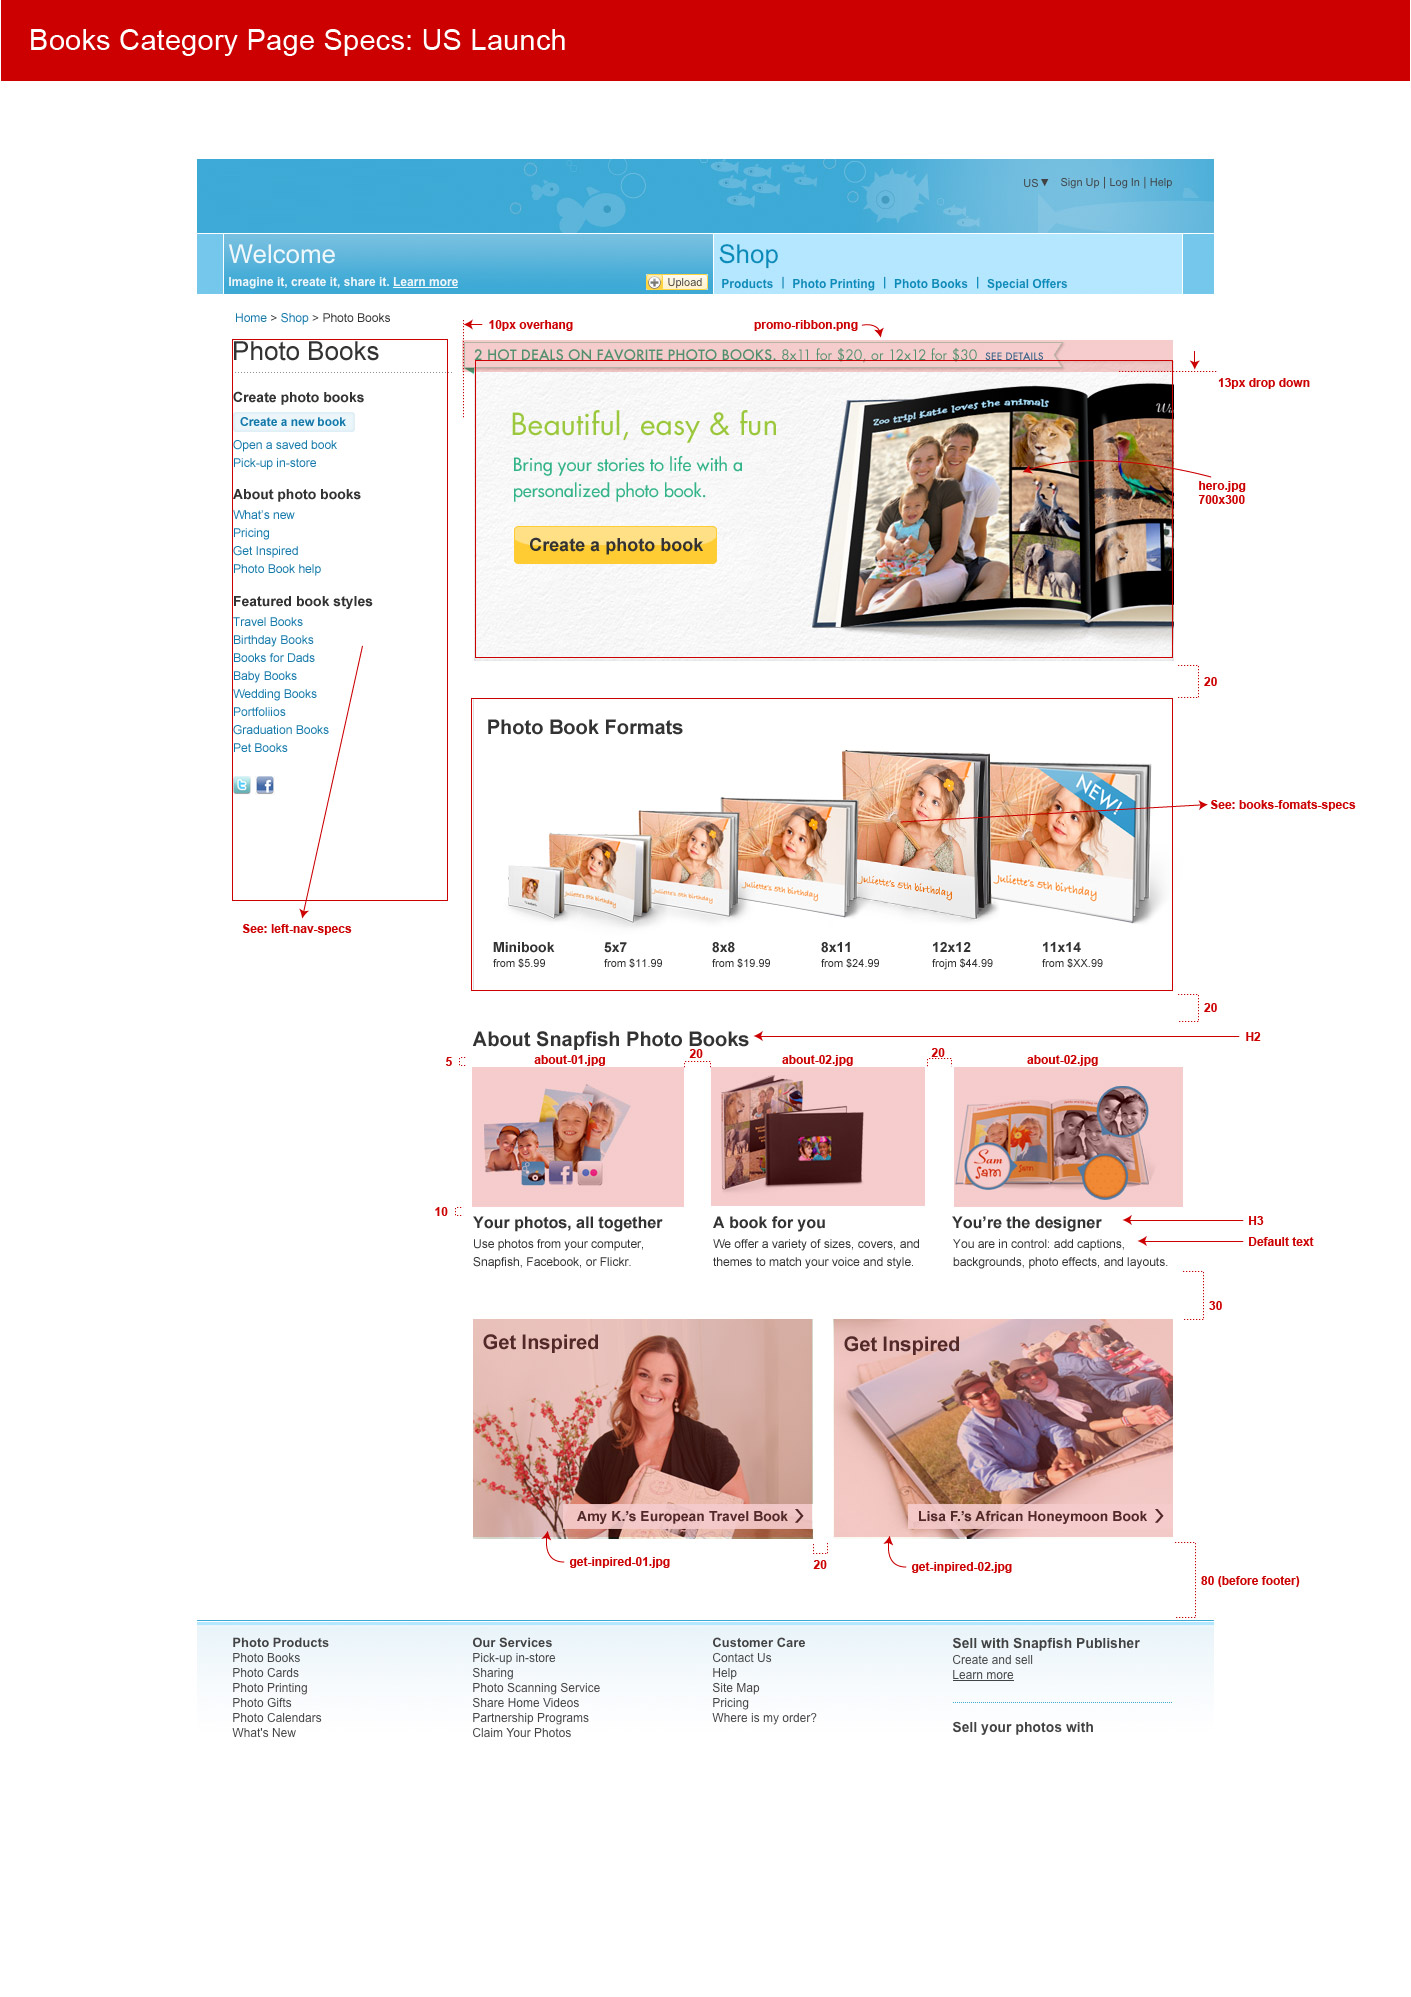 Books Category Page Specs: US Launch
US▼ Sign Up | Log In | Help
Welcome
Imagine it, create it, share it. Learn more
Upload
Shop
Products | Photo Printing | Photo Books | Special Offers
Home > Shop > Photo Books
10px overhang
promo-ribbon.png
Photo Books
2 HOT DEALS ON FAVORITE PHOTO BOOKS. 8x11 for $20, or 12x12 for $30 SEE DETAILS
13px drop down
Create photo books
Create a new book
Open a saved book
Pick-up in-store
About photo books
What's new
Pricing
Get Inspired
Photo Book help
Featured book styles
Travel Books
Birthday Books
Books for Dads
Baby Books
Wedding Books
Portfoliios
Graduation Books
Pet Books
See: left-nav-specs
Beautiful, easy & fun
Bring your stories to life with a
personalized photo book.
Create a photo book
Zoo trip! Katie loves the animals
hero.jpg
700x300
20
Photo Book Formats
NEW!
Juliette's 5th birthday
Juliette's 5th birthday
Juliette's 5th birthday
Juliette's 5th birthday
Juliette's 5th birthday
See: books-fomats-specs
Minibook
from $5.99
5x7
from $11.99
8x8
from $19.99
8x11
from $24.99
12x12
frojm $44.99
11x14
from $XX.99
20
About Snapfish Photo Books
H2
5
about-01.jpg
20
about-02.jpg
20
about-02.jpg
Sam
Sam
10
Your photos, all together
Use photos from your computer,
Snapfish, Facebook, or Flickr.
A book for you
We offer a variety of sizes, covers, and
themes to match your voice and style.
You're the designer
You are in control: add captions,
backgrounds, photo effects, and layouts.
H3
Default text
30
Get Inspired
Amy K.'s European Travel Book
get-inpired-01.jpg
20
Get Inspired
Lisa F.'s African Honeymoon Book
get-inpired-02.jpg
80 (before footer)
Photo Products
Photo Books
Photo Cards
Photo Printing
Photo Gifts
Photo Calendars
What's New
Our Services
Pick-up in-store
Sharing
Photo Scanning Service
Share Home Videos
Partnership Programs
Claim Your Photos
Customer Care
Contact Us
Help
Site Map
Pricing
Where is my order?
Sell with Snapfish Publisher
Create and sell
Learn more
Sell your photos with